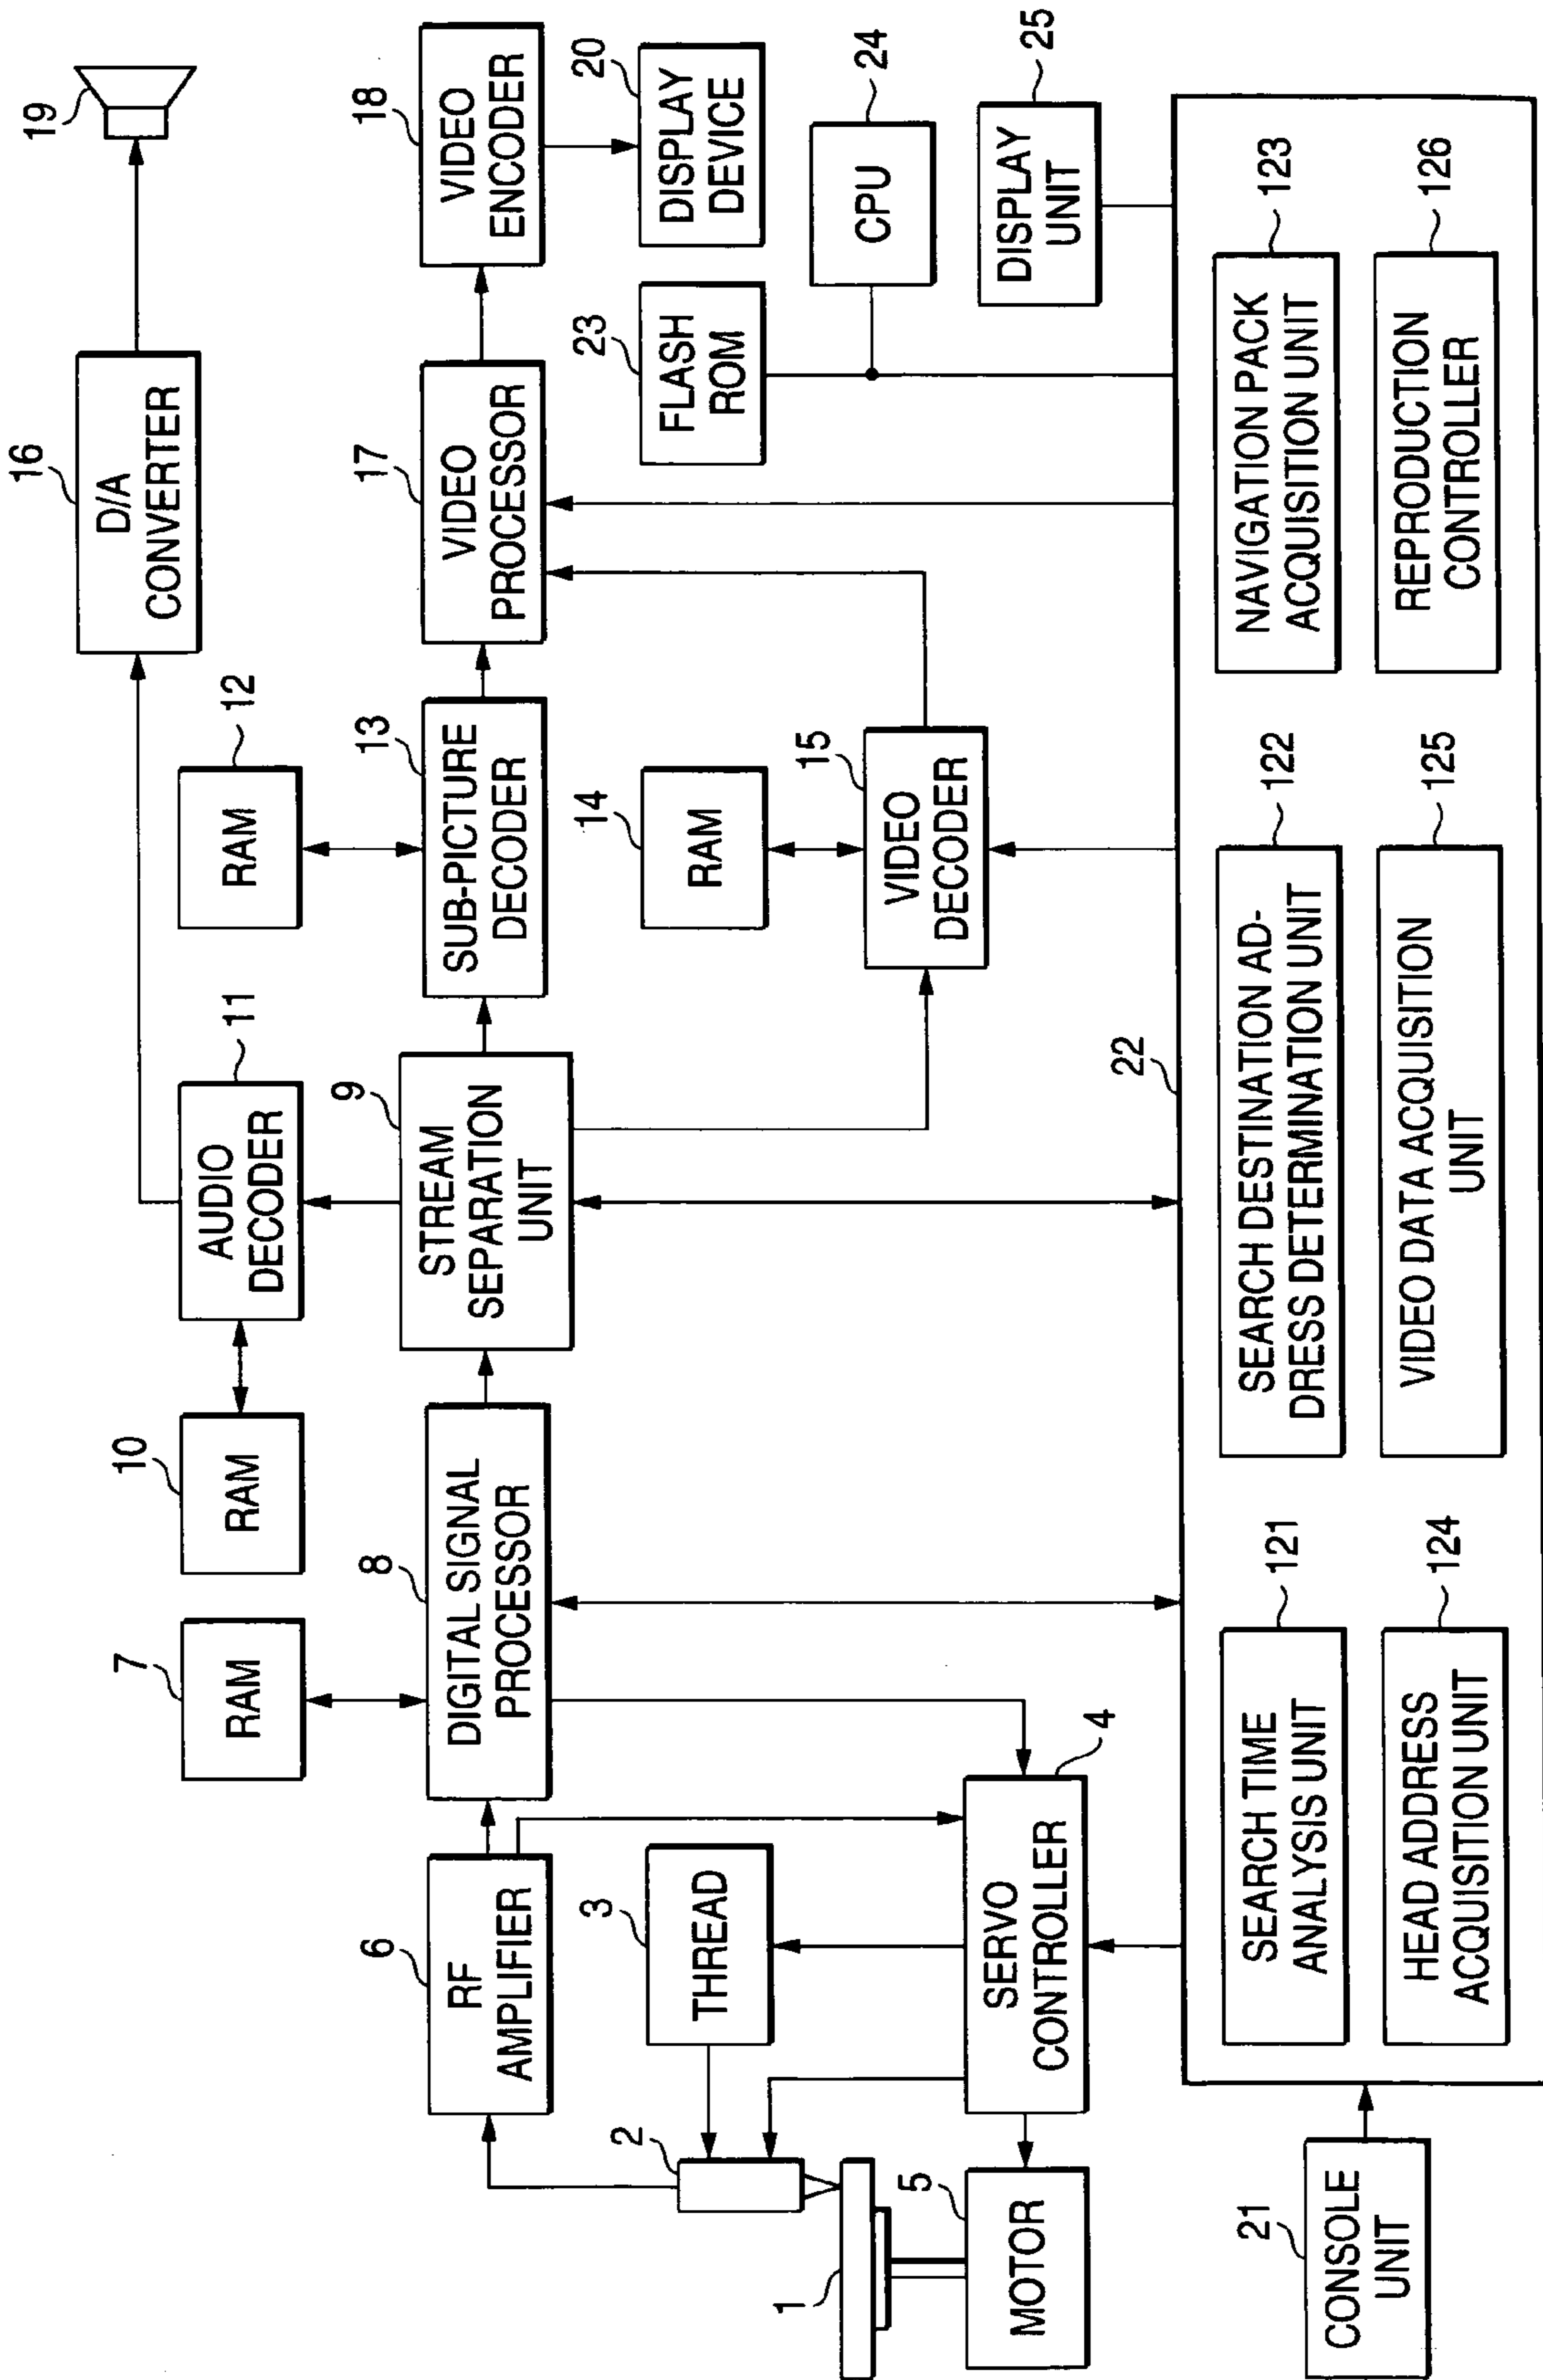 19
16
D/A
CONVERTER
12
RAM
11
AUDIO
DECODER
10
RAM
7
RAM
18
VIDEO
ENCODER
17
VIDEO
PROCESSOR
13
SUB-PICTURE
DECODER
9
STREAM
SEPARATION
UNIT
8
DIGITAL SIGNAL
PROCESSOR
6
RF
AMPLIFIER
20
DISPLAY
DEVICE
23
FLASH
ROM
14
RAM
3
THREAD
2
24
CPU
15
VIDEO
DECODER
1
25
DISPLAY
UNIT
4
SERVO
CONTROLLER
5
MOTOR
22
121
SEARCH TIME
ANALYSIS UNIT
122
SEARCH DESTINATION AD-
DRESS DETERMINATION UNIT
123
NAVIGATION PACK
ACQUISITION UNIT
124
HEAD ADDRESS
ACQUISITION UNIT
125
VIDEO DATA ACQUISITION
UNIT
126
REPRODUCTION
CONTROLLER
21
CONSOLE
UNIT